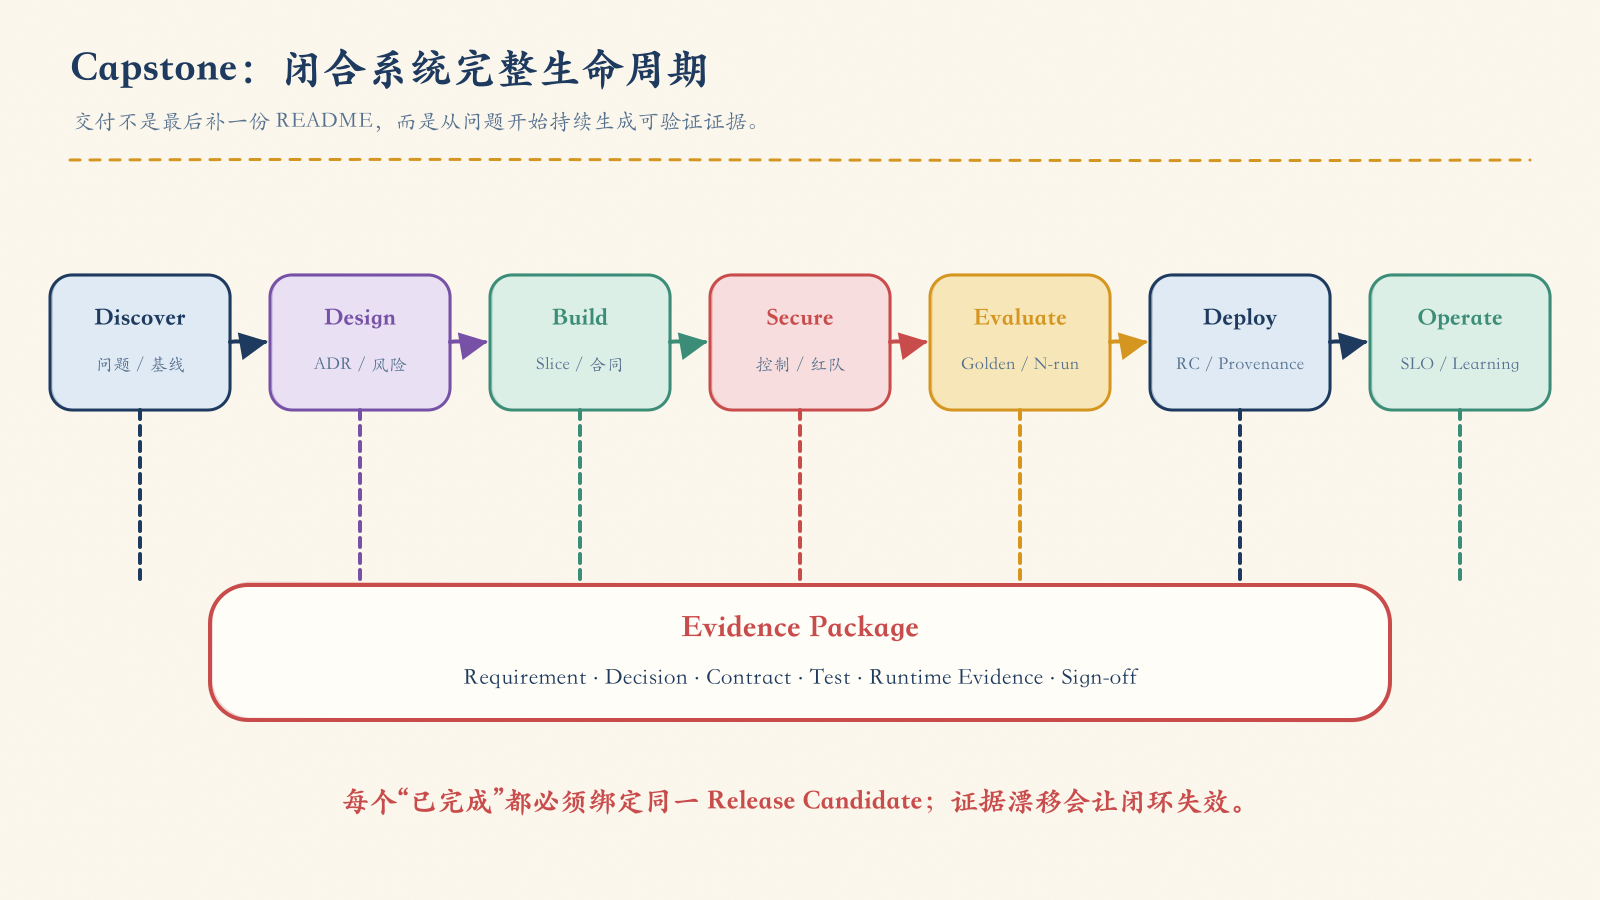 Capstone：闭合系统完整生命周期
交付不是最后补一份 README，而是从问题开始持续生成可验证证据。
Discover
问题 / 基线
Design
ADR / 风险
Build
Slice / 合同
Secure
控制 / 红队
Evaluate
Golden / N-run
Deploy
RC / Provenance
Operate
SLO / Learning
Evidence Package
Requirement · Decision · Contract · Test · Runtime Evidence · Sign-off
每个“已完成”都必须绑定同一 Release Candidate；证据漂移会让闭环失效。